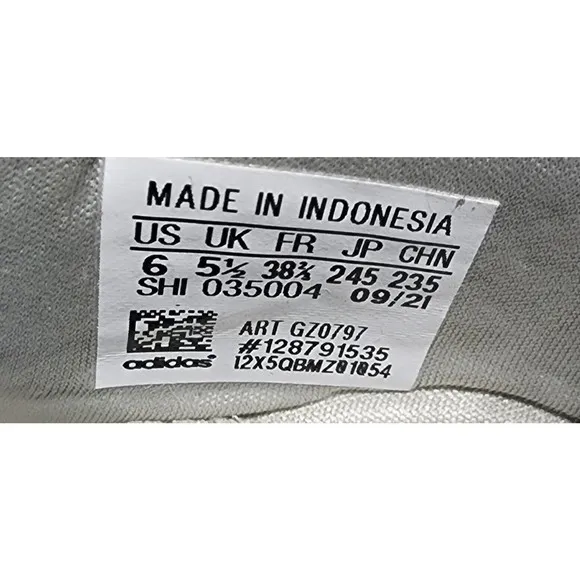 MADE IN INDONESIA
US UK FR JP CHN
6 5½ 38⅔ 245 235
SHI 035004 09/21
ART GZ0797
#128791535
adidas I2X5QBMZ01054